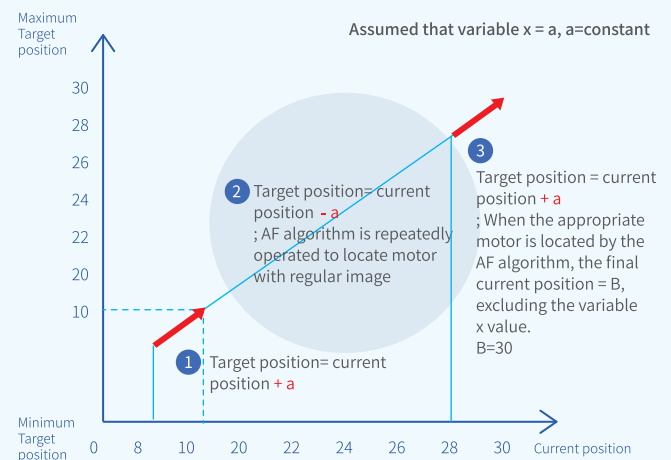 Maximum
Target
position
Assumed that variable x = a, a=constant
30
28
26
24
22
20
10
2
Target position= current
position - a
; AF algorithm is repeatedly
operated to locate motor
with regular image
3
Target position = current
position + a
; When the appropriate
motor is located by the
AF algorithm, the final
current position = B,
excluding the variable
x value.
B=30
1
Target position= current
position + a
Minimum
Target
position
0 8 10 20 22 24 26 28 30 Current position